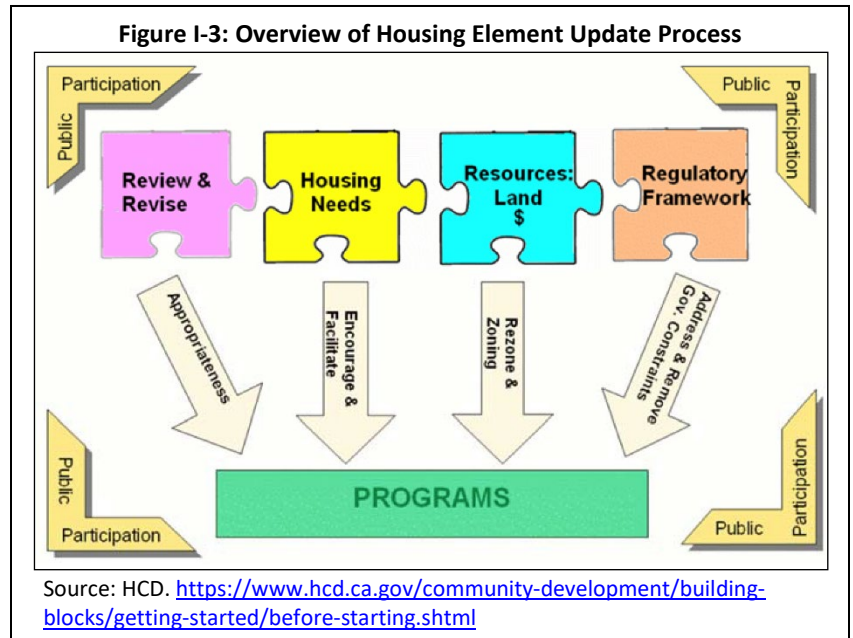 Figure I-3: Overview of Housing Element Update Process
Participation
Public
Public
Participation
Review &
Revise
Housing
Needs
Resources:
Land
$
Regulatory
Framework
Appropriateness
Encourage &
Facilitate
Rezone &
Zoning
Address & Remove
Gov. Constraints
PROGRAMS
Public
Participation
Public
Participation
Source: HCD. https://www.hcd.ca.gov/community-development/building-
blocks/getting-started/before-starting.shtml